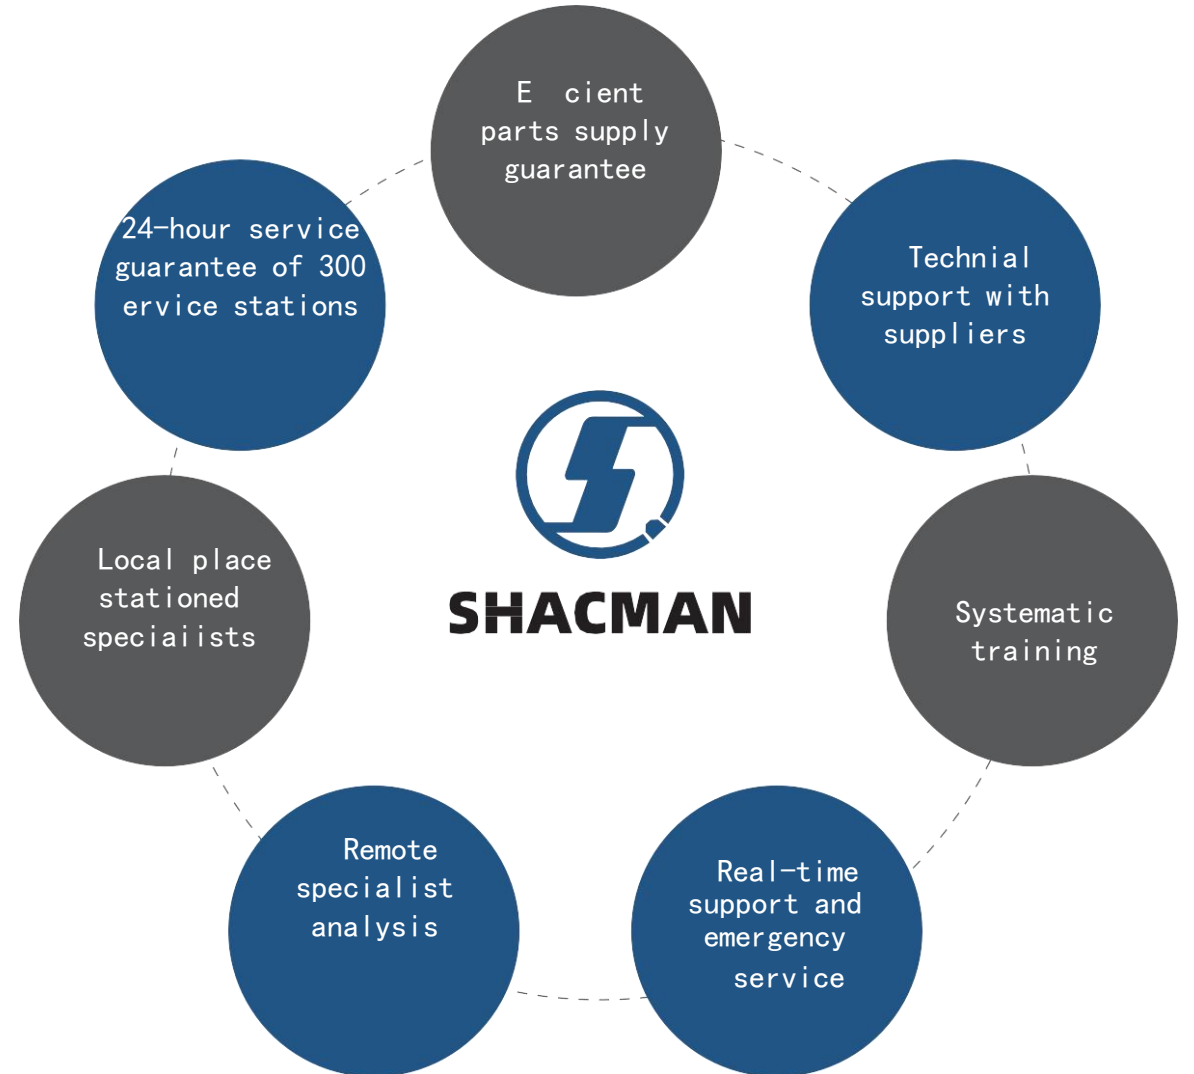 E cient
parts supply
guarantee
24-hour service
guarantee of 300
ervice stations
Technial
support with
suppliers
SHACMAN
Local place
stationed
speciaiists
Systematic
training
Remote
specialist
analysis
Real-time
support and
emergency
service